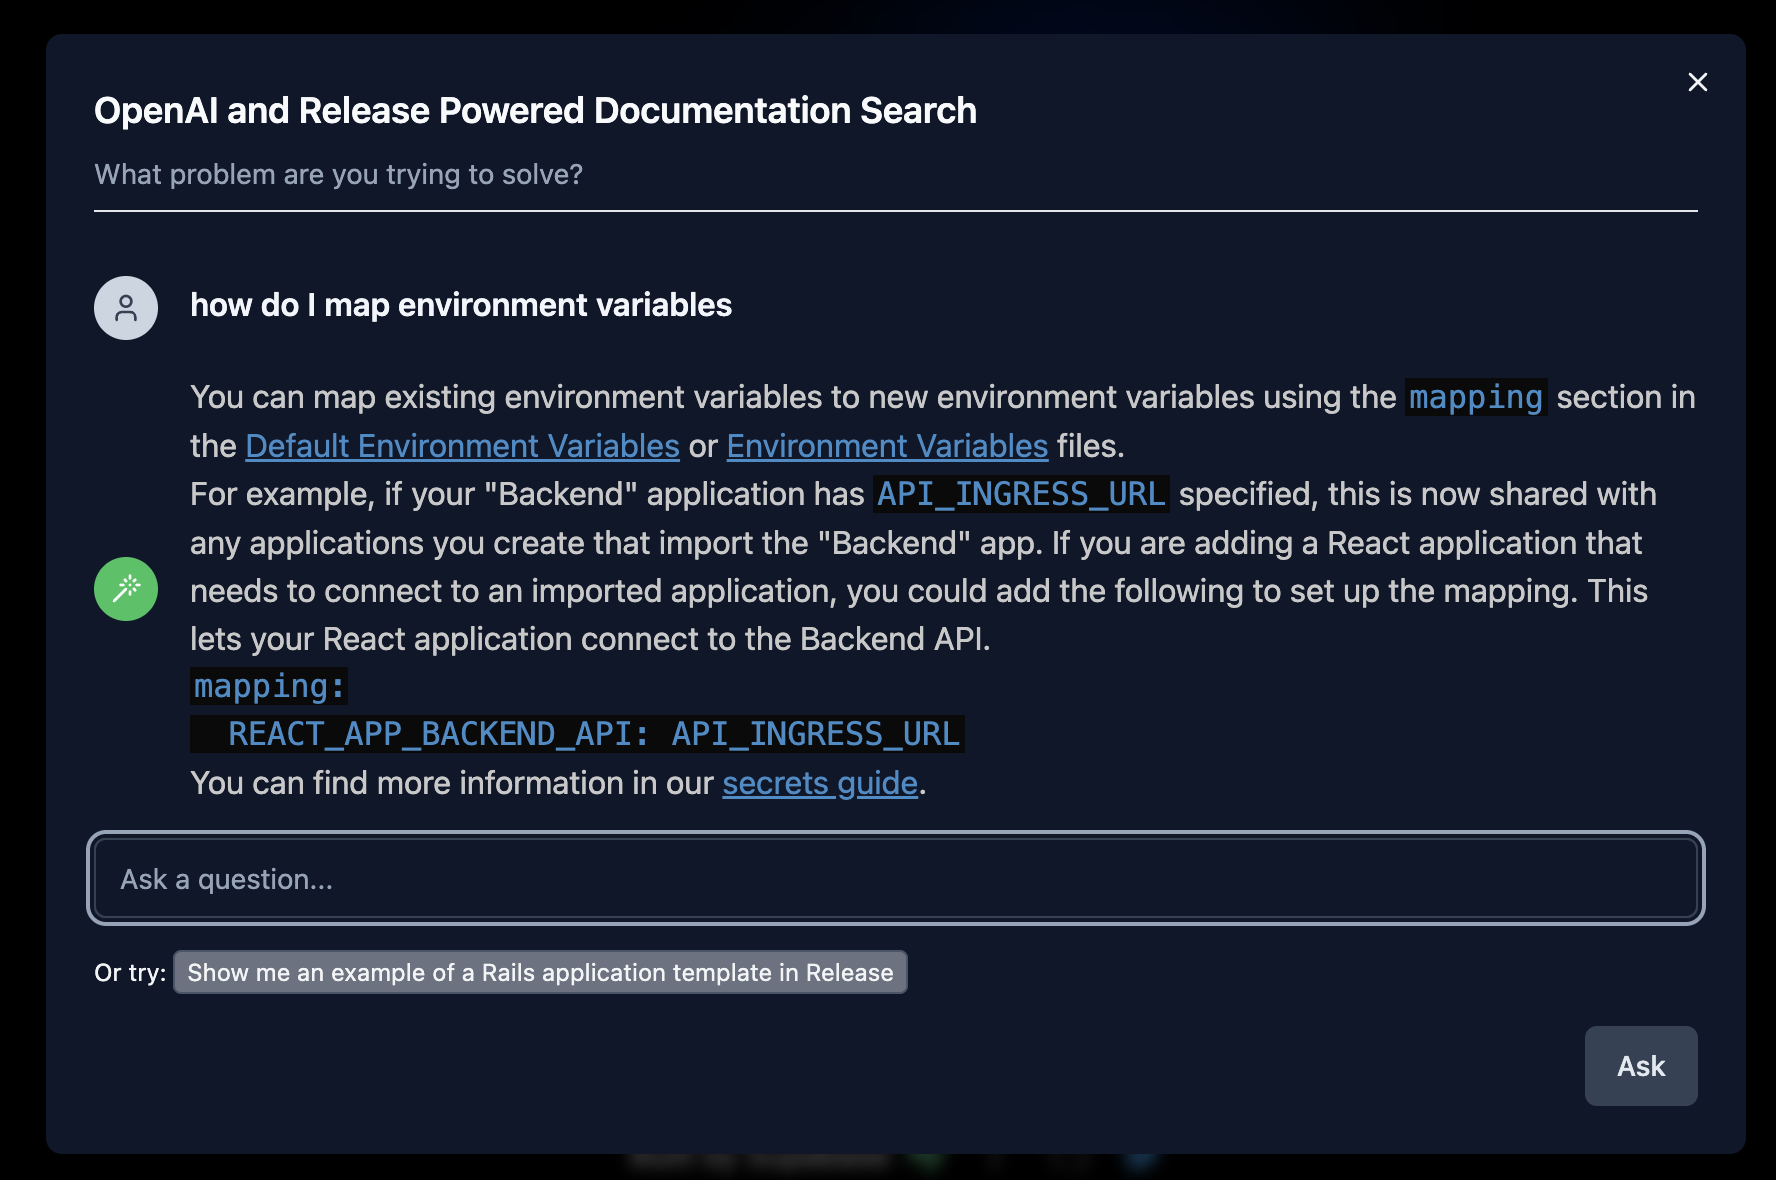 OpenAI and Release Powered Documentation Search
What problem are you trying to solve?
how do I map environment variables
You can map existing environment variables to new environment variables using the mapping section in
the Default Environment Variables or Environment Variables files.
For example, if your "Backend" application has API_INGRESS_URL specified, this is now shared with
any applications you create that import the "Backend" app. If you are adding a React application that
needs to connect to an imported application, you could add the following to set up the mapping. This
lets your React application connect to the Backend API.
mapping:
  REACT_APP_BACKEND_API: API_INGRESS_URL
You can find more information in our secrets guide.
Ask a question...
Or try: Show me an example of a Rails application template in Release
Ask